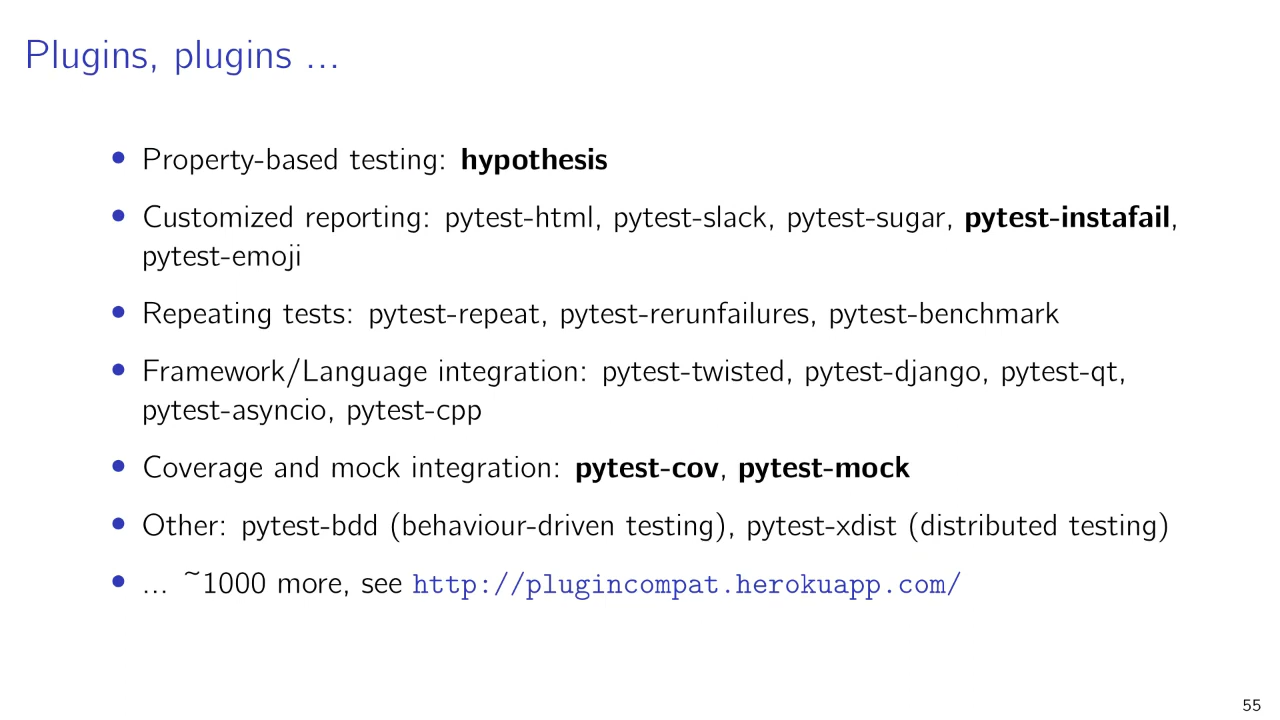 Plugins, plugins ...
• Property-based testing: hypothesis
• Customized reporting: pytest-html, pytest-slack, pytest-sugar, pytest-instafail,
pytest-emoji
• Repeating tests: pytest-repeat, pytest-rerunfailures, pytest-benchmark
• Framework/Language integration: pytest-twisted, pytest-django, pytest-qt,
pytest-asyncio, pytest-cpp
• Coverage and mock integration: pytest-cov, pytest-mock
• Other: pytest-bdd (behaviour-driven testing), pytest-xdist (distributed testing)
• ... ~1000 more, see http://plugincompat.herokuapp.com/
55